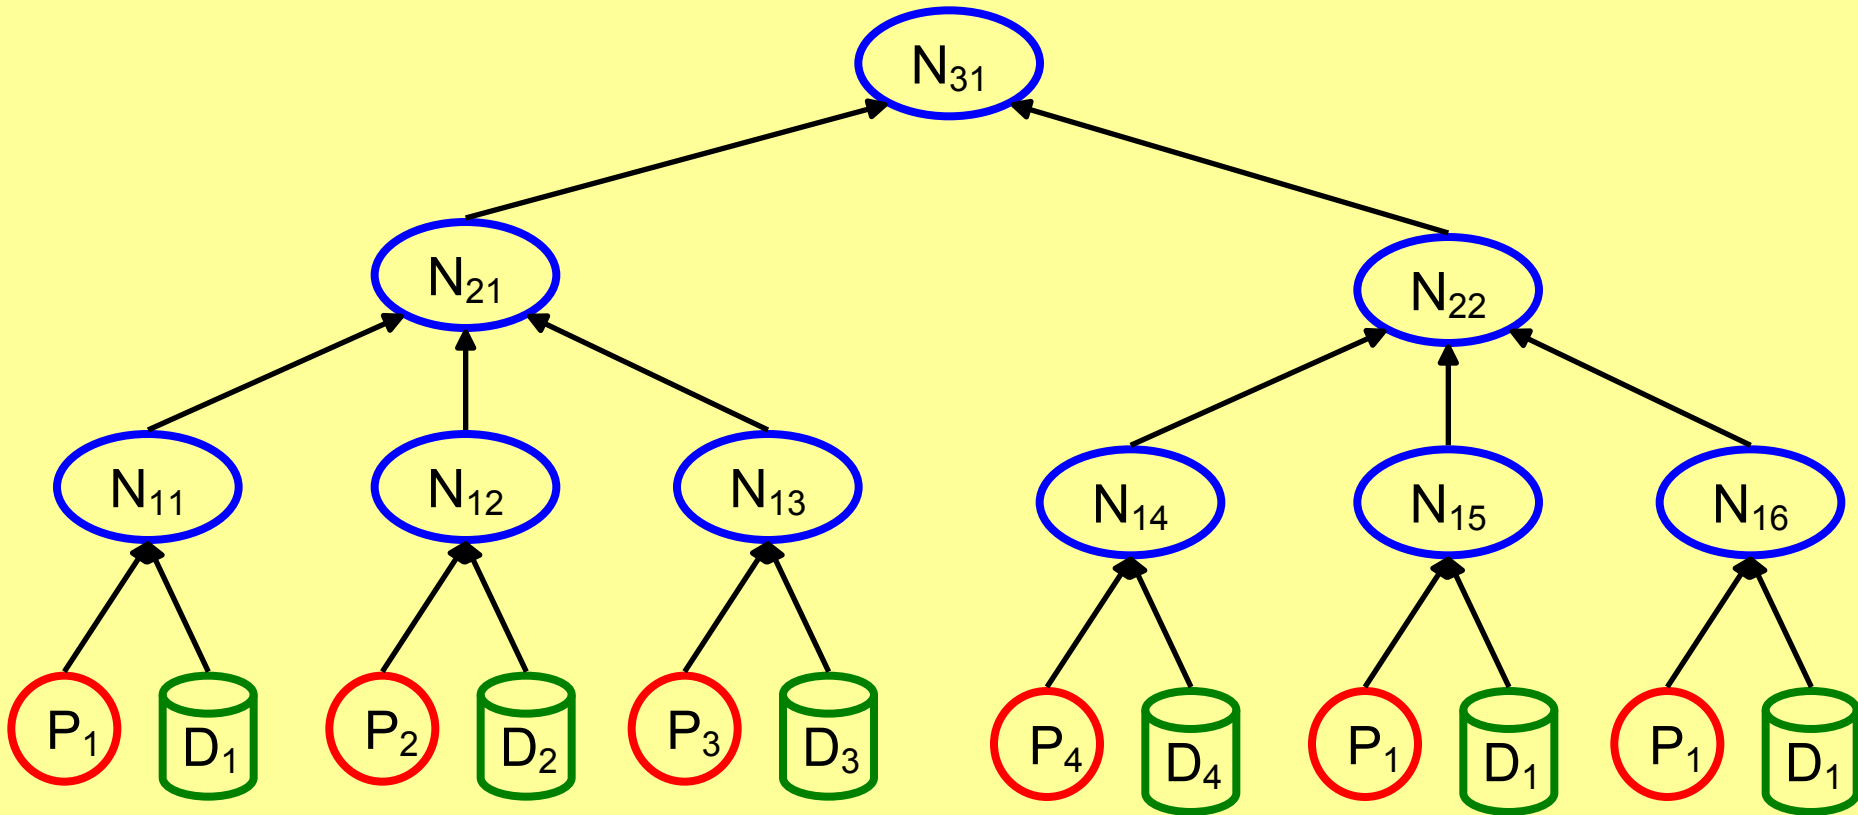 N₃₁
N₂₁
N₂₂
N₁₁
N₁₂
N₁₃
N₁₄
N₁₅
N₁₆
P₁
D₁
P₂
D₂
P₃
D₃
P₄
D₄
P₁
D₁
P₁
D₁